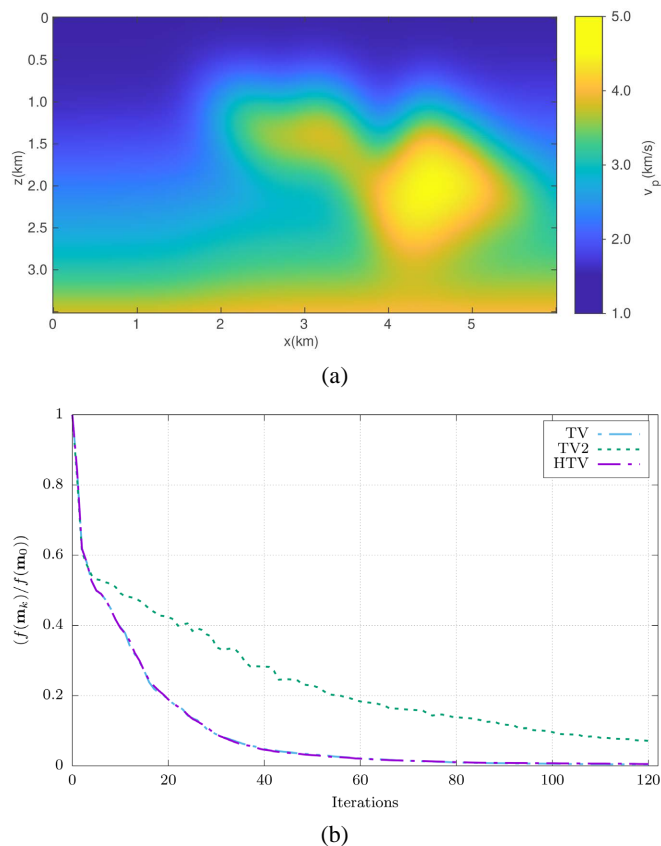 0
0.5
1.0
1.5
2.0
2.5
3.0
z(km)
0 1 2 3 4 5
x(km)
5.0
4.0
3.0
2.0
1.0
v_p (km/s)
(a)
1
0.8
0.6
0.4
0.2
0
(f(m_k)/f(m_0))
TV
TV2
HTV
0 20 40 60 80 100 120
Iterations
(b)